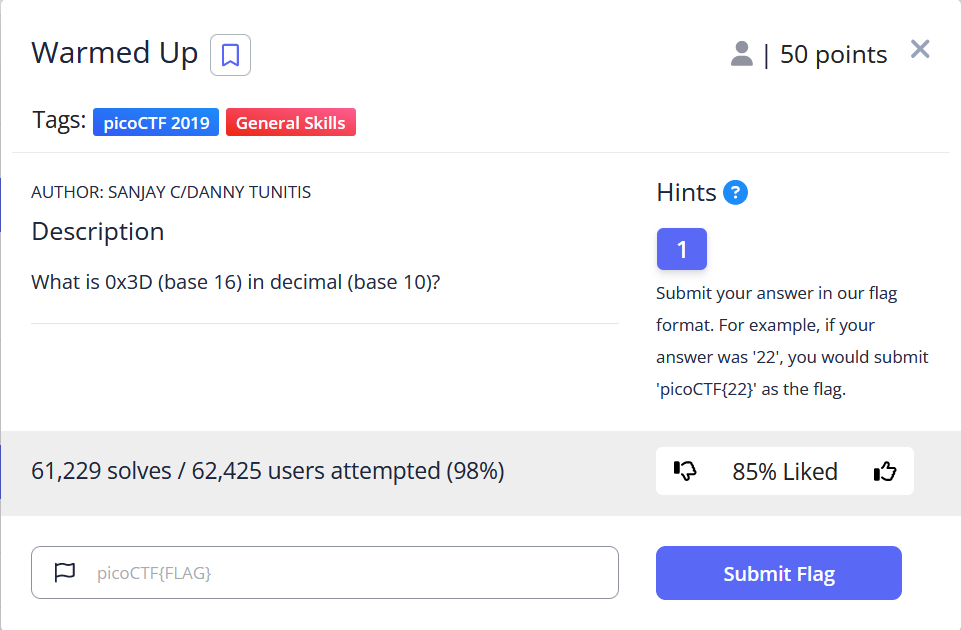 Warmed Up
| 50 points
Tags: picoCTF 2019 General Skills
AUTHOR: SANJAY C/DANNY TUNITIS
Description
What is 0x3D (base 16) in decimal (base 10)?
Hints ?
1
Submit your answer in our flag
format. For example, if your
answer was '22', you would submit
'picoCTF{22}' as the flag.
61,229 solves / 62,425 users attempted (98%)
85% Liked
picoCTF{FLAG}
Submit Flag